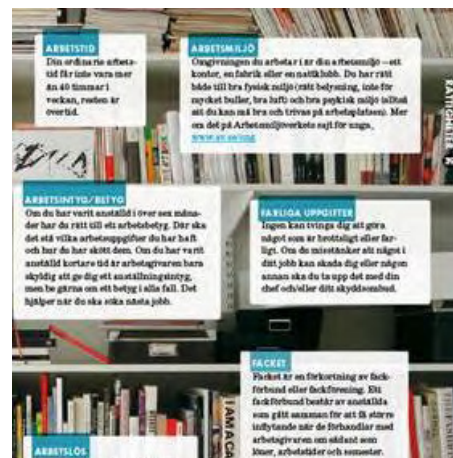 ARBETSTID
Din ordinarie arbets-
tid får inte vara mer
än 40 timmar i
veckan, resten är
övertid.
ARBETSMILJÖ
Omgivningen du arbetar i är din arbetsmiljö – ett
kontor, en fabrik eller en nattklubb. Du har rätt
både till bra fysisk miljö (rätt belysning, inte för
mycket buller, bra luft) och bra psykisk miljö (alltså
att du kan må bra och trivas på arbetsplatsen). Mer
om det på Arbetsmiljöverkets sajt för unga,
RÄTTIGHETER
ARBETSINTYG/BETYG
Om du har varit anställd i över sex måna-
der har du rätt till ett arbetsbetyg. Där ska
det stå vilka arbetsuppgifter du har haft
och hur du har skött dem. Om du har varit
anställd kortare tid är arbetsgivaren bara
skyldig att ge dig ett anställningsintyg,
men be gärna om ett betyg i alla fall. Det
hjälper när du ska söka nästa jobb.
FARLIGA UPPGIFTER
Ingen kan tvinga dig att göra
något som är brottsligt eller far-
ligt. Om du misstänker att något i
ditt jobb kan skada dig eller någon
annan ska du ta upp det med din
chef och/eller ditt skyddsombud.
FACKET
Facket är en förkortning av fack-
förbund eller fackförening. Ett
fackförbund består av anställda
som gått samman för att få större
inflytande när de förhandlar med
arbetsgivaren om sådant som
löner, arbetstider och semester.
I AM A CA
ARBETSLÖS